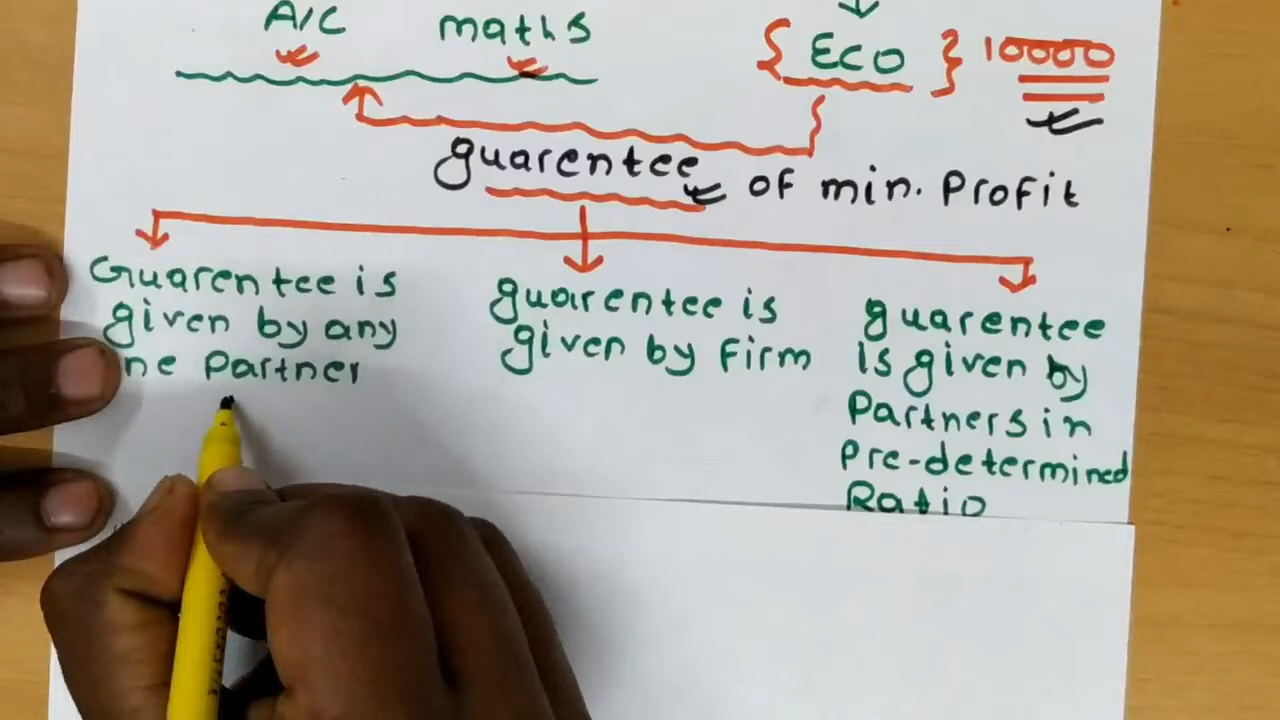 A/C maths { ECO } 10000
guarentee of min. Profit
Guarentee is
given by any
ne Partner
guarentee is
given by Firm
guarentee
is given by
Partners in
Pre-determined
Ratio